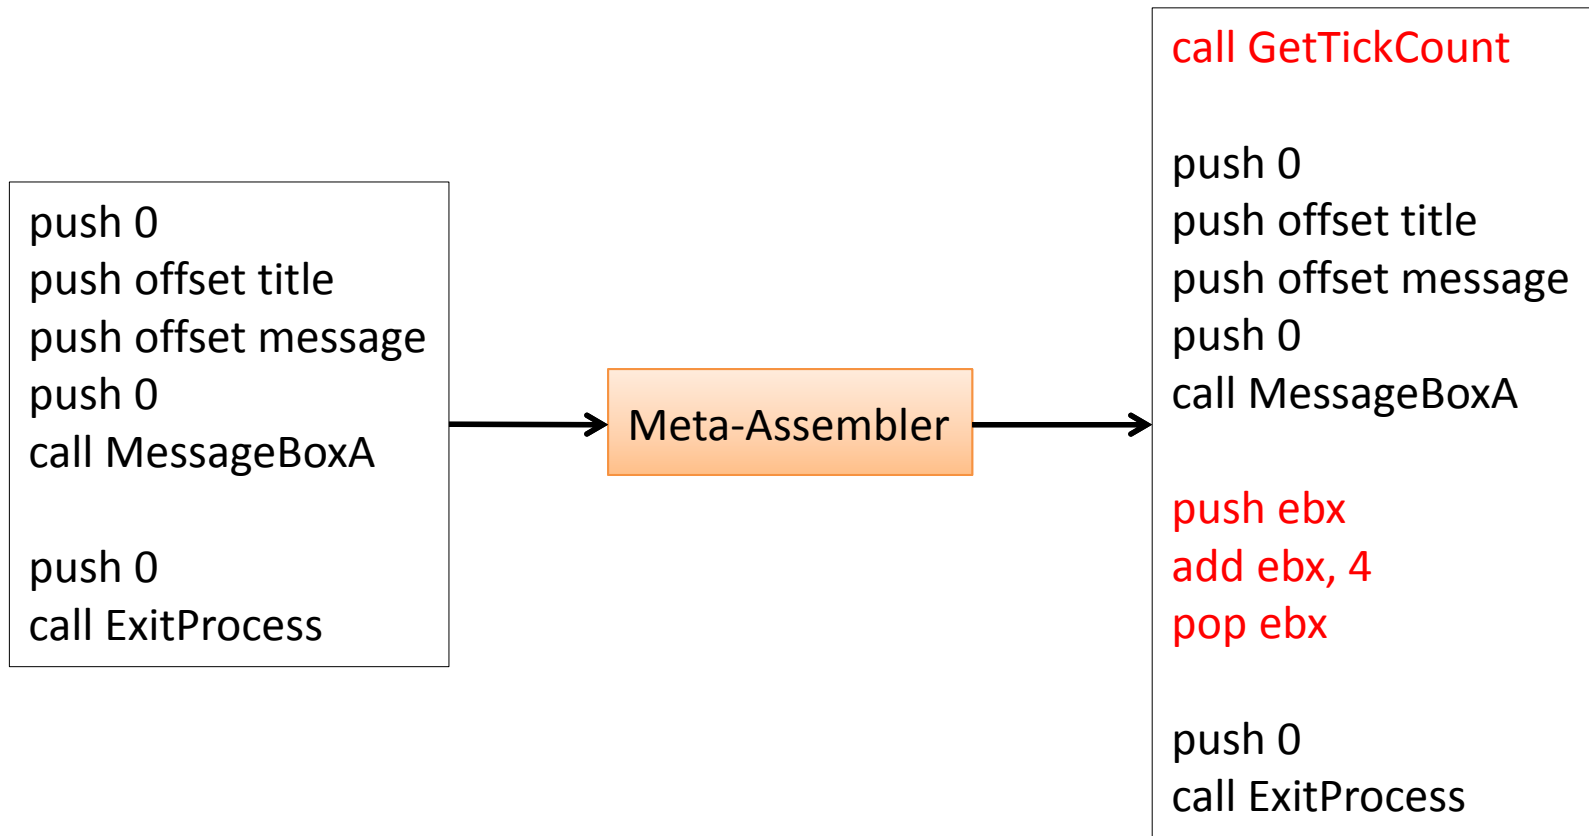 push 0
push offset title
push offset message
push 0
call MessageBoxA
push 0
call ExitProcess
Meta-Assembler
call GetTickCount
push 0
push offset title
push offset message
push 0
call MessageBoxA
push ebx
add ebx, 4
pop ebx
push 0
call ExitProcess